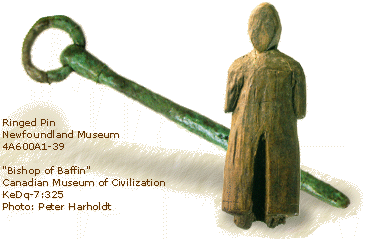 Ringed Pin
Newfoundland Museum
4A600A1-39
"Bishop of Baffin"
Canadian Museum of Civilization
KeDq-7:325
Photo: Peter Harholdt